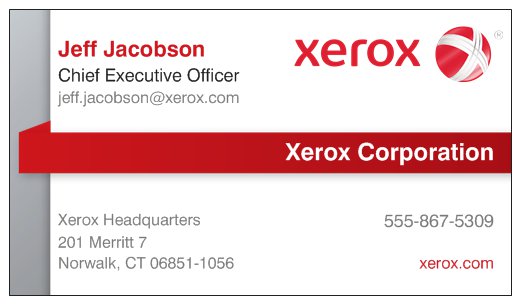 Jeff Jacobson
Chief Executive Officer
jeff.jacobson@xerox.com
xerox ®
Xerox Corporation
Xerox Headquarters
201 Merritt 7
Norwalk, CT 06851-1056
555-867-5309
xerox.com